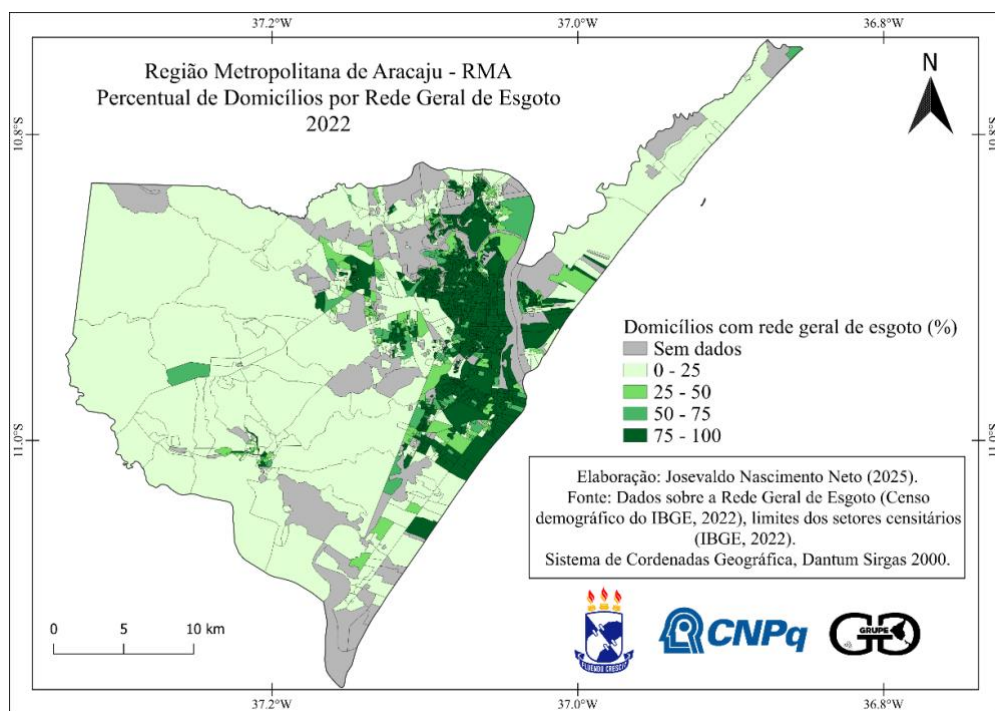 37.2°W 37.0°W 36.8°W
Região Metropolitana de Aracaju - RMA
Percentual de Domicílios por Rede Geral de Esgoto
2022
N
10.8°S 10.8°S
Domicílios com rede geral de esgoto (%)
Sem dados
0 - 25
25 - 50
50 - 75
75 - 100
11.0°S 11.0°S
Elaboração: Josevaldo Nascimento Neto (2025).
Fonte: Dados sobre a Rede Geral de Esgoto (Censo
demográfico do IBGE, 2022), limites dos setores censitários
(IBGE, 2022).
Sistema de Cordenadas Geográfica, Dantum Sirgas 2000.
0 5 10 km
CNPq
GRUPE
37.2°W 37.0°W 36.8°W